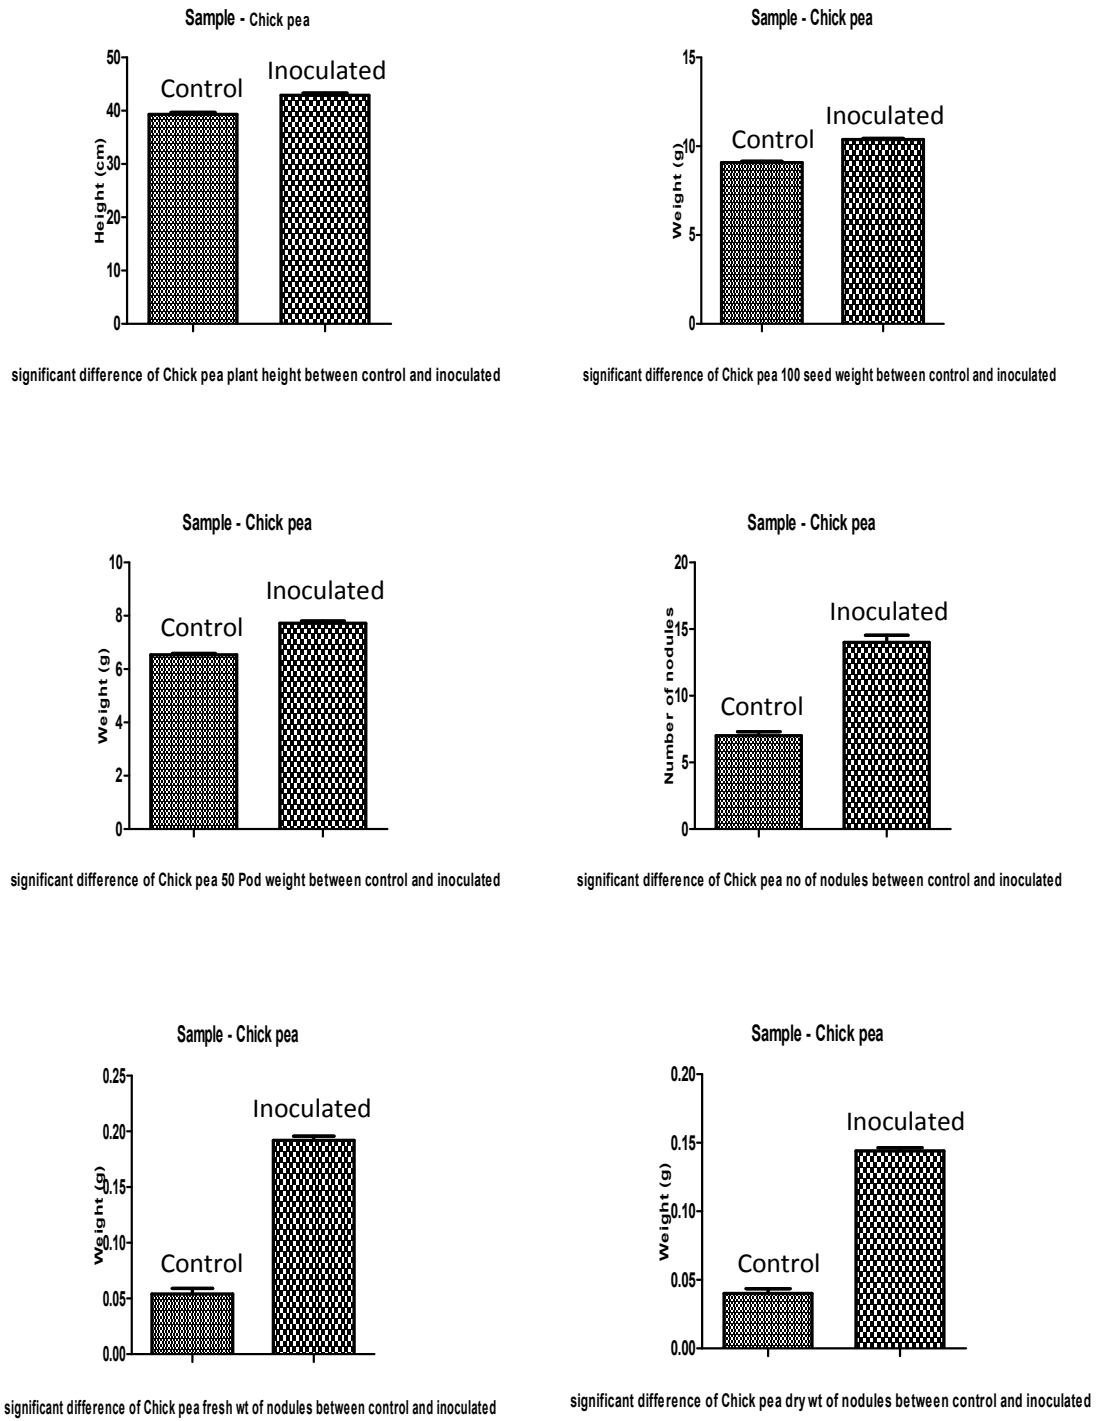 Sample - Chick pea
50
40
30
20
10
0
Height (cm)
Control
Inoculated
significant difference of Chick pea plant height between control and inoculated
Sample - Chick pea
15
10
5
0
Weight (g)
Control
Inoculated
significant difference of Chick pea 100 seed weight between control and inoculated
Sample - Chick pea
10
8
6
4
2
0
Weight (g)
Control
Inoculated
significant difference of Chick pea 50 Pod weight between control and inoculated
Sample - Chick pea
20
15
10
5
0
Number of nodules
Control
Inoculated
significant difference of Chick pea no of nodules between control and inoculated
Sample - Chick pea
0.25
0.20
0.15
0.10
0.05
0.00
Weight (g)
Control
Inoculated
significant difference of Chick pea fresh wt of nodules between control and inoculated
Sample - Chick pea
0.20
0.15
0.10
0.05
0.00
Weight (g)
Control
Inoculated
significant difference of Chick pea dry wt of nodules between control and inoculated